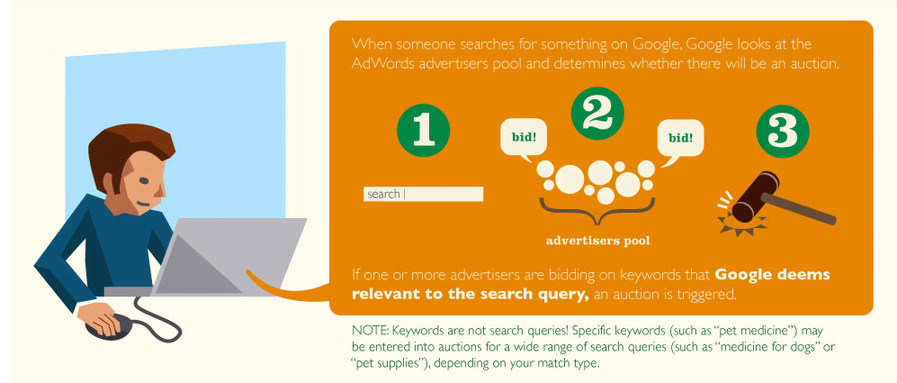 When someone searches for something on Google, Google looks at the
AdWords advertisers pool and determines whether there will be an auction.
1
2
3
bid!
bid!
search |
advertisers pool
If one or more advertisers are bidding on keywords that Google deems
relevant to the search query, an auction is triggered.
NOTE: Keywords are not search queries! Specific keywords (such as “pet medicine”) may
be entered into auctions for a wide range of search queries (such as “medicine for dogs” or
“pet supplies”), depending on your match type.